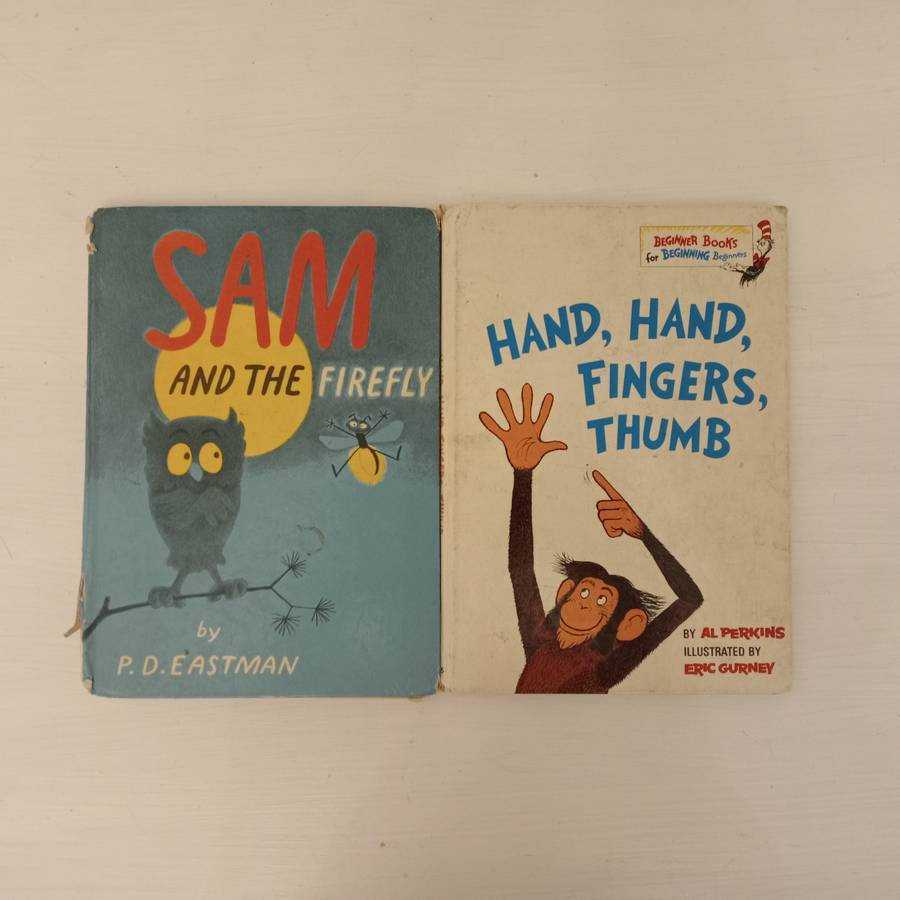 SAM
AND THE FIREFLY
by
P. D. EASTMAN
BEGINNER BOOKS
for BEGINNING Beginners
HAND, HAND,
FINGERS,
THUMB
BY AL PERKINS
ILLUSTRATED BY
ERIC GURNEY